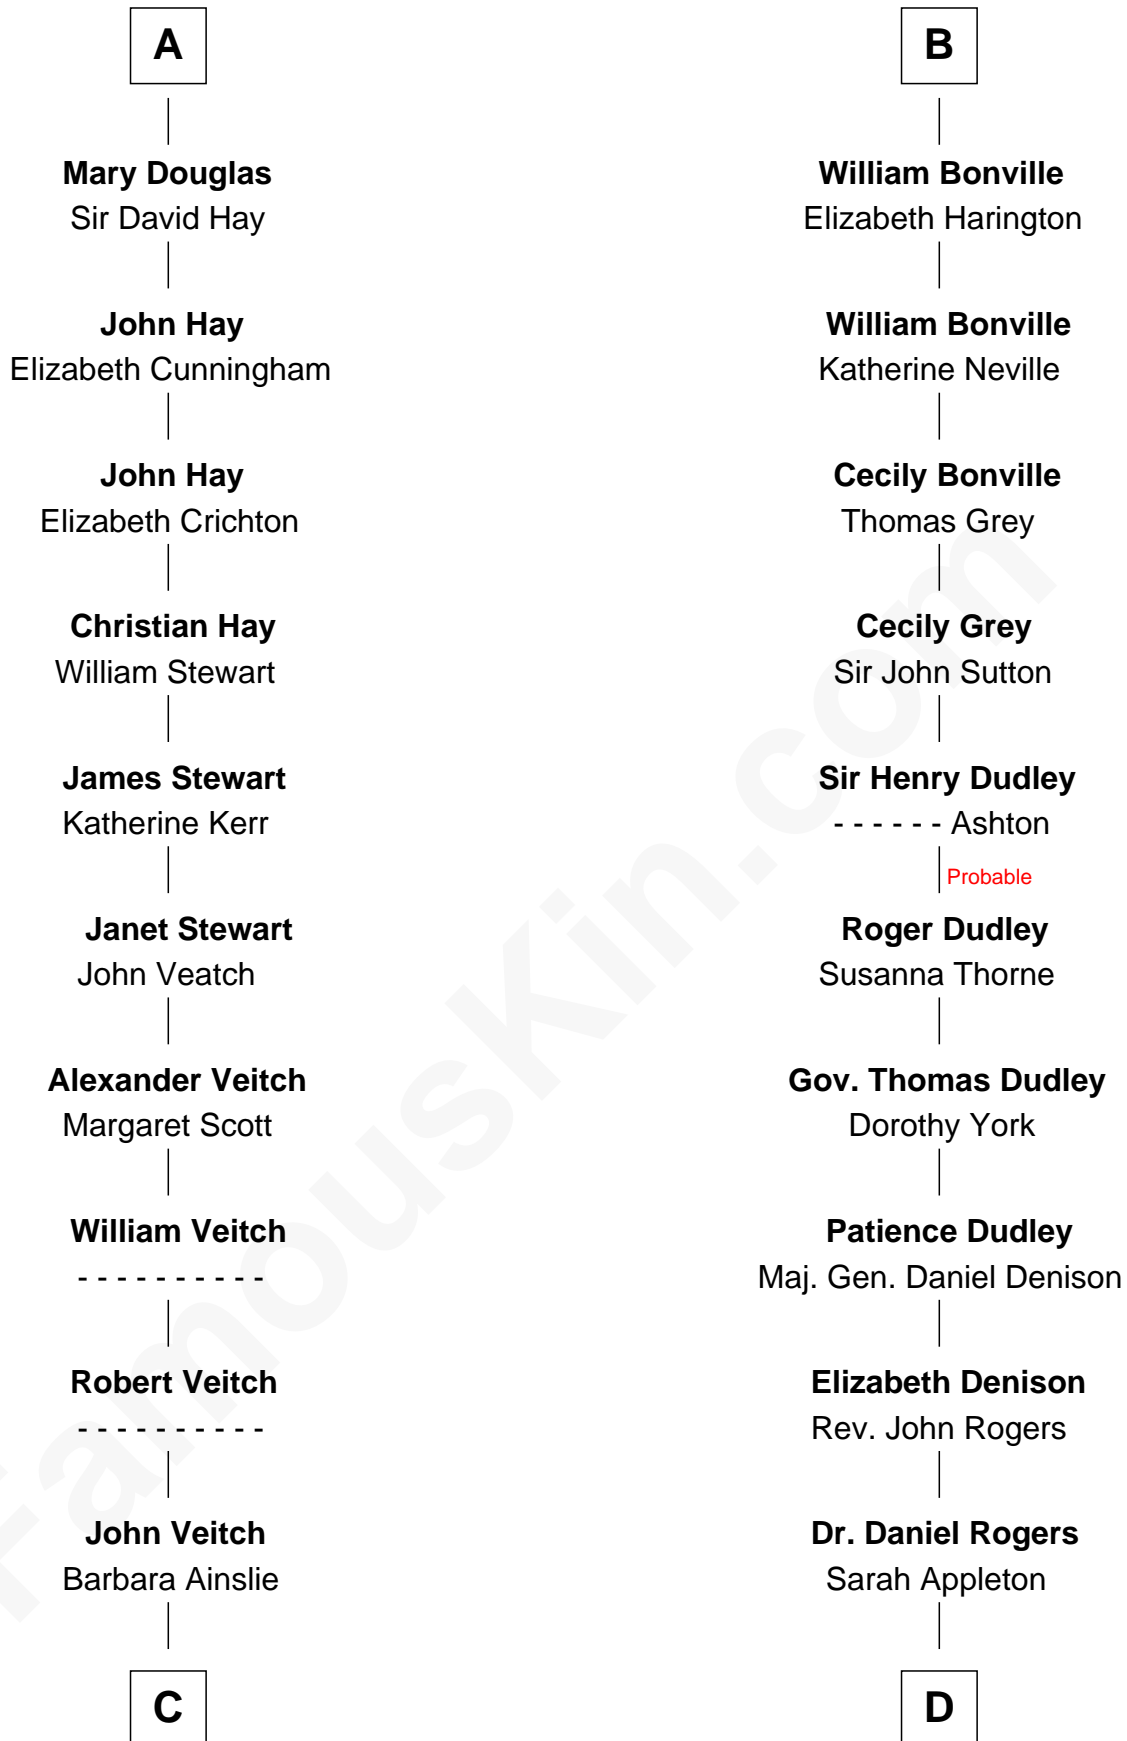 A
Mary Douglas
Sir David Hay
John Hay
Elizabeth Cunningham
John Hay
Elizabeth Crichton
Christian Hay
William Stewart
James Stewart
Katherine Kerr
Janet Stewart
John Veatch
Alexander Veitch
Margaret Scott
William Veitch
- - - - - - - - - -
Robert Veitch
- - - - - - - - - -
John Veitch
Barbara Ainslie
C
B
William Bonville
Elizabeth Harington
William Bonville
Katherine Neville
Cecily Bonville
Thomas Grey
Cecily Grey
Sir John Sutton
Sir Henry Dudley
- - - - - - Ashton
Probable
Roger Dudley
Susanna Thorne
Gov. Thomas Dudley
Dorothy York
Patience Dudley
Maj. Gen. Daniel Denison
Elizabeth Denison
Rev. John Rogers
Dr. Daniel Rogers
Sarah Appleton
D
FamousKin.com